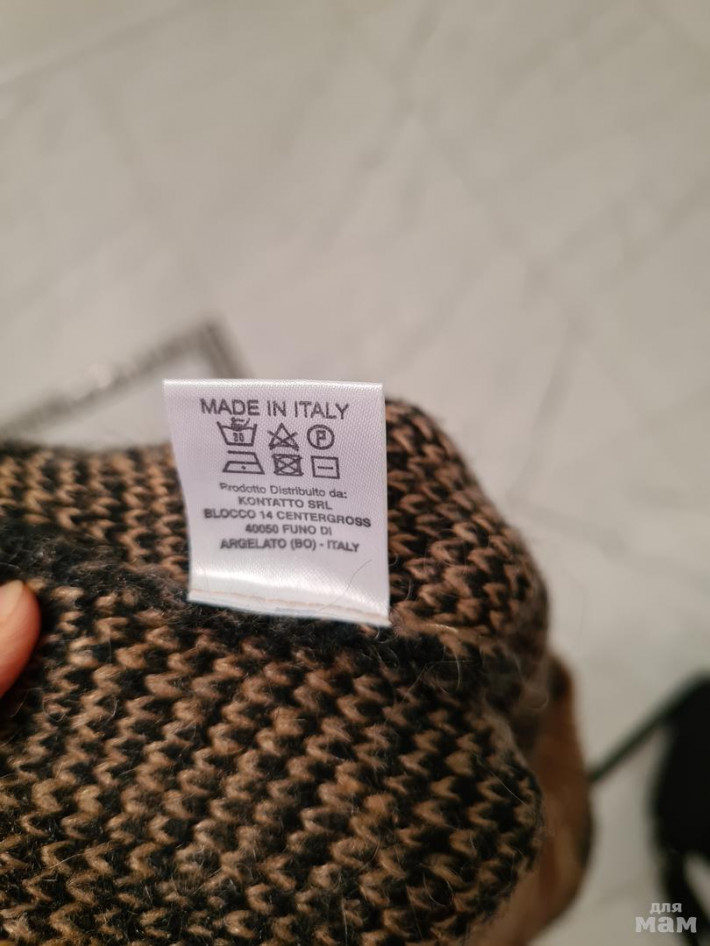 MADE IN ITALY
30
P
Prodotto Distribuito da:
KONTATTO SRL
BLOCCO 14 CENTERGROSS
40050 FUNO DI
ARGELATO (BO) - ITALY
для
мам